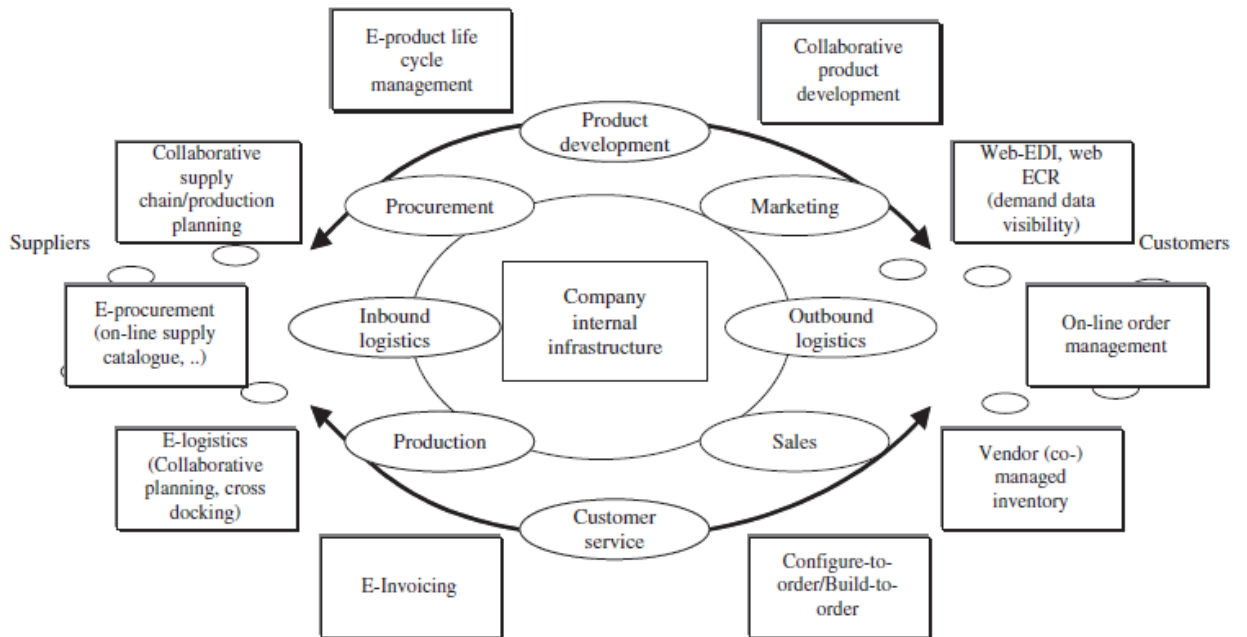 E-product life
cycle
management
Collaborative
product
development
Product
development
Collaborative
supply
chain/production
planning
Procurement
Marketing
Web-EDI, web
ECR
(demand data
visibility)
Suppliers
Customers
E-procurement
(on-line supply
catalogue, ..)
Inbound
logistics
Company
internal
infrastructure
Outbound
logistics
On-line order
management
E-logistics
(Collaborative
planning, cross
docking)
Production
Sales
Vendor (co-)
managed
inventory
Customer
service
E-Invoicing
Configure-to-
order/Build-to-
order